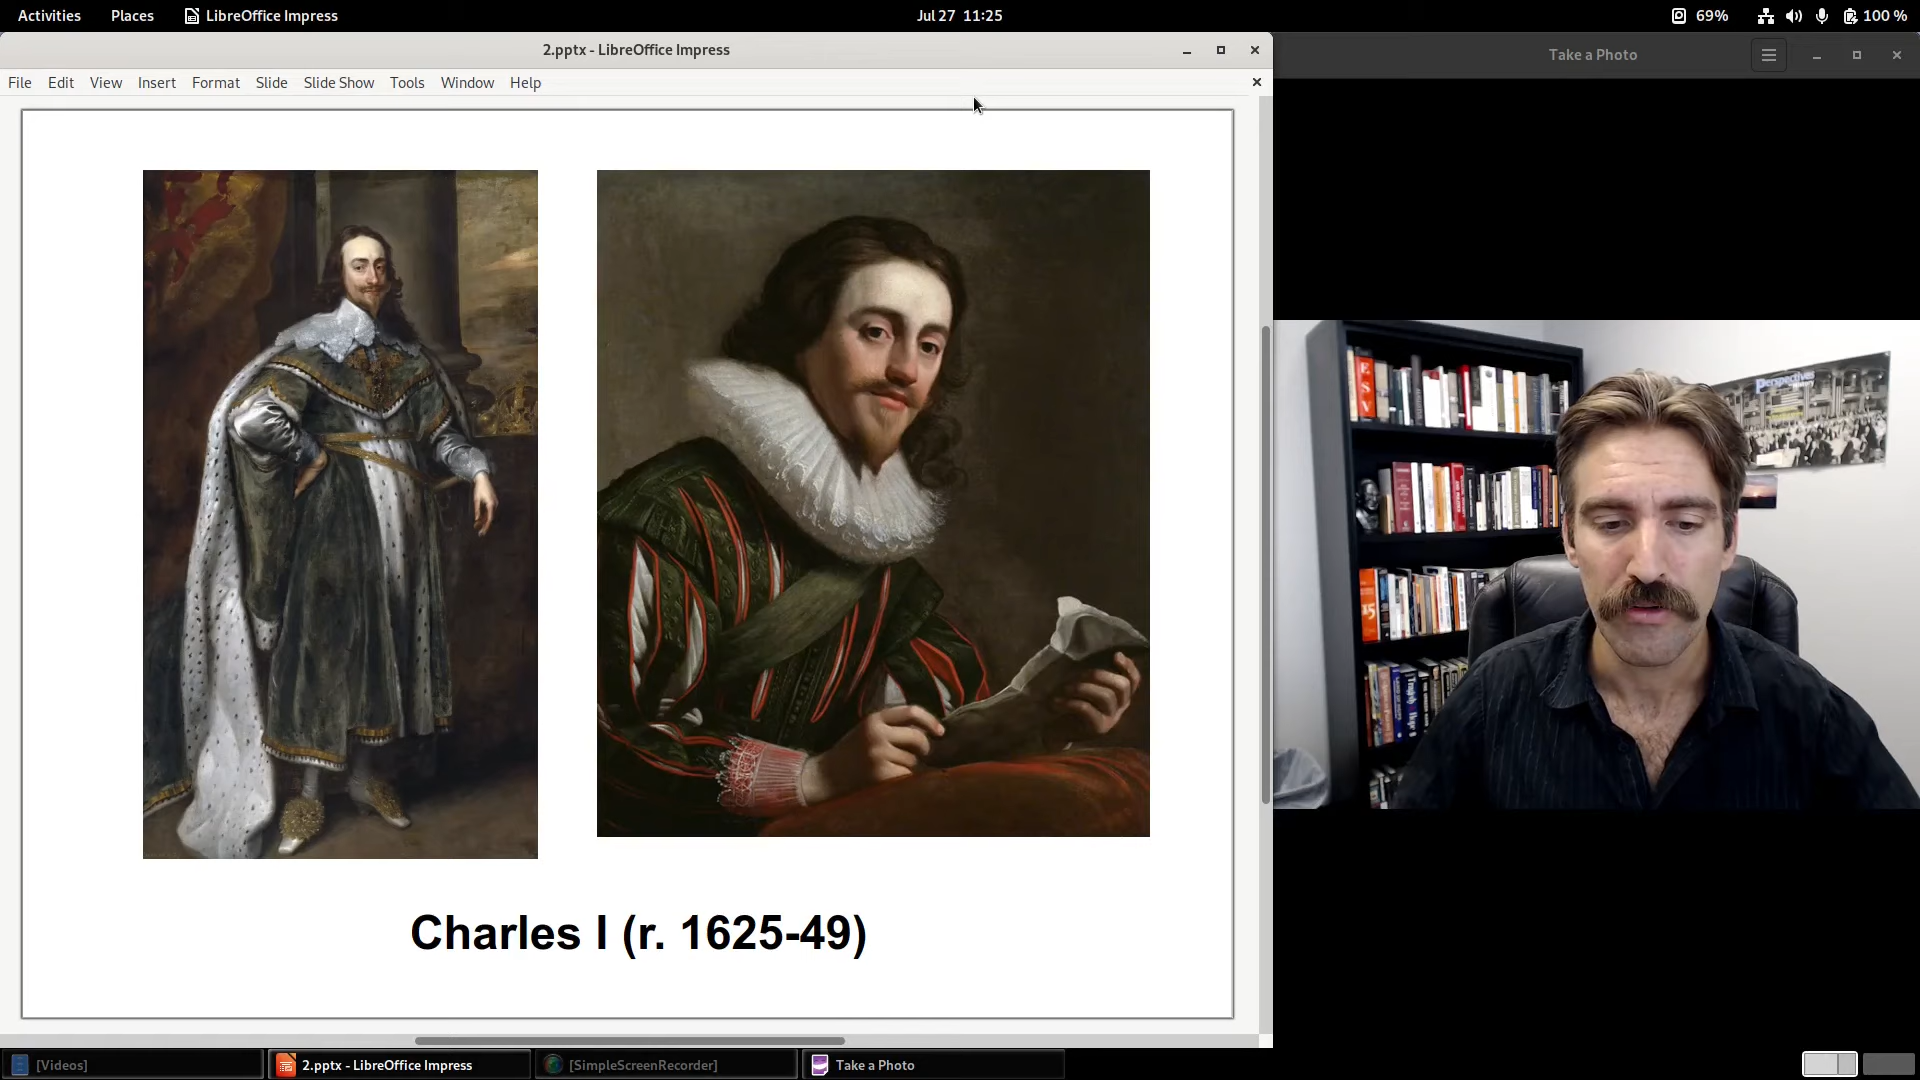 Activities Places LibreOffice Impress Jul 27 11:25 69% 100 %
2.pptx - LibreOffice Impress
Take a Photo
File Edit View Insert Format Slide Slide Show Tools Window Help
Charles I (r. 1625-49)
ESV
perspectives
[Videos] 2.pptx - LibreOffice Impress [SimpleScreenRecorder] Take a Photo